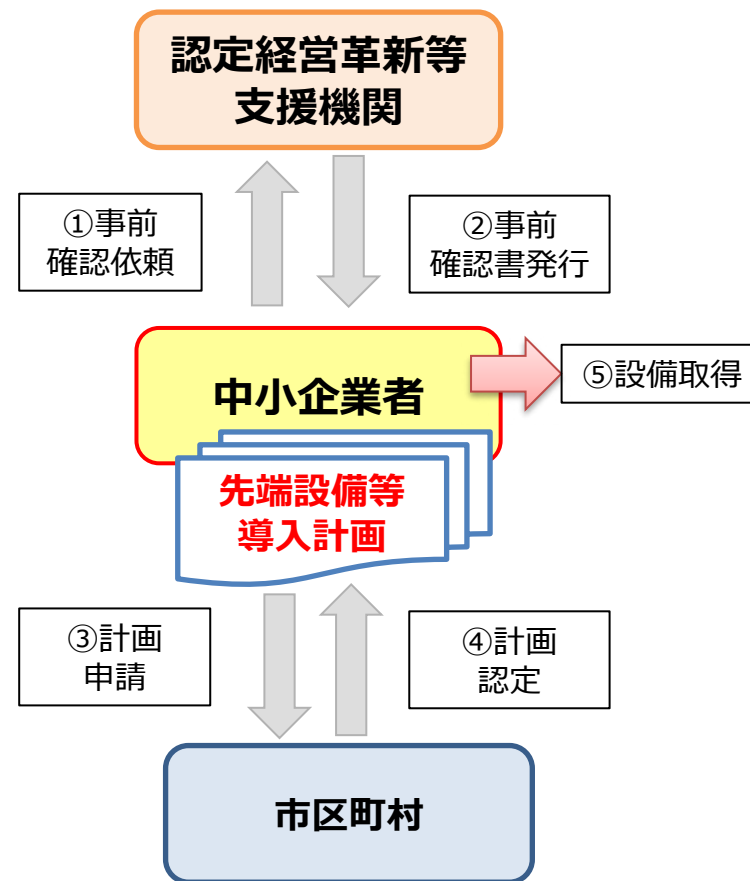 認定経営革新等
支援機関
①事前
確認依頼
②事前
確認書発行
中小企業者
⑤設備取得
先端設備等
導入計画
③計画
申請
④計画
認定
市区町村